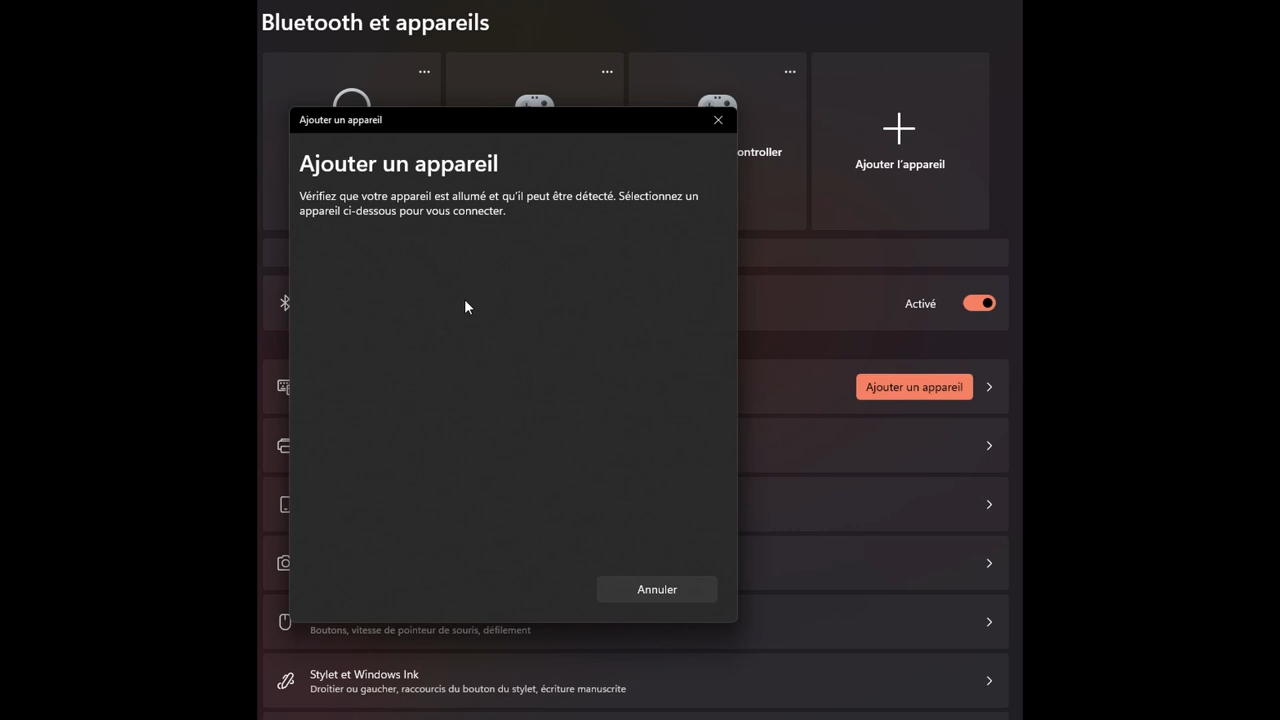 Bluetooth et appareils
ontroller
Ajouter l'appareil
Ajouter un appareil
Ajouter un appareil
Vérifiez que votre appareil est allumé et qu'il peut être détecté. Sélectionnez un
appareil ci-dessous pour vous connecter.
Activé
Ajouter un appareil
Annuler
Boutons, vitesse de pointeur de souris, défilement
Stylet et Windows Ink
Droitier ou gaucher, raccourcis du bouton du stylet, écriture manuscrite